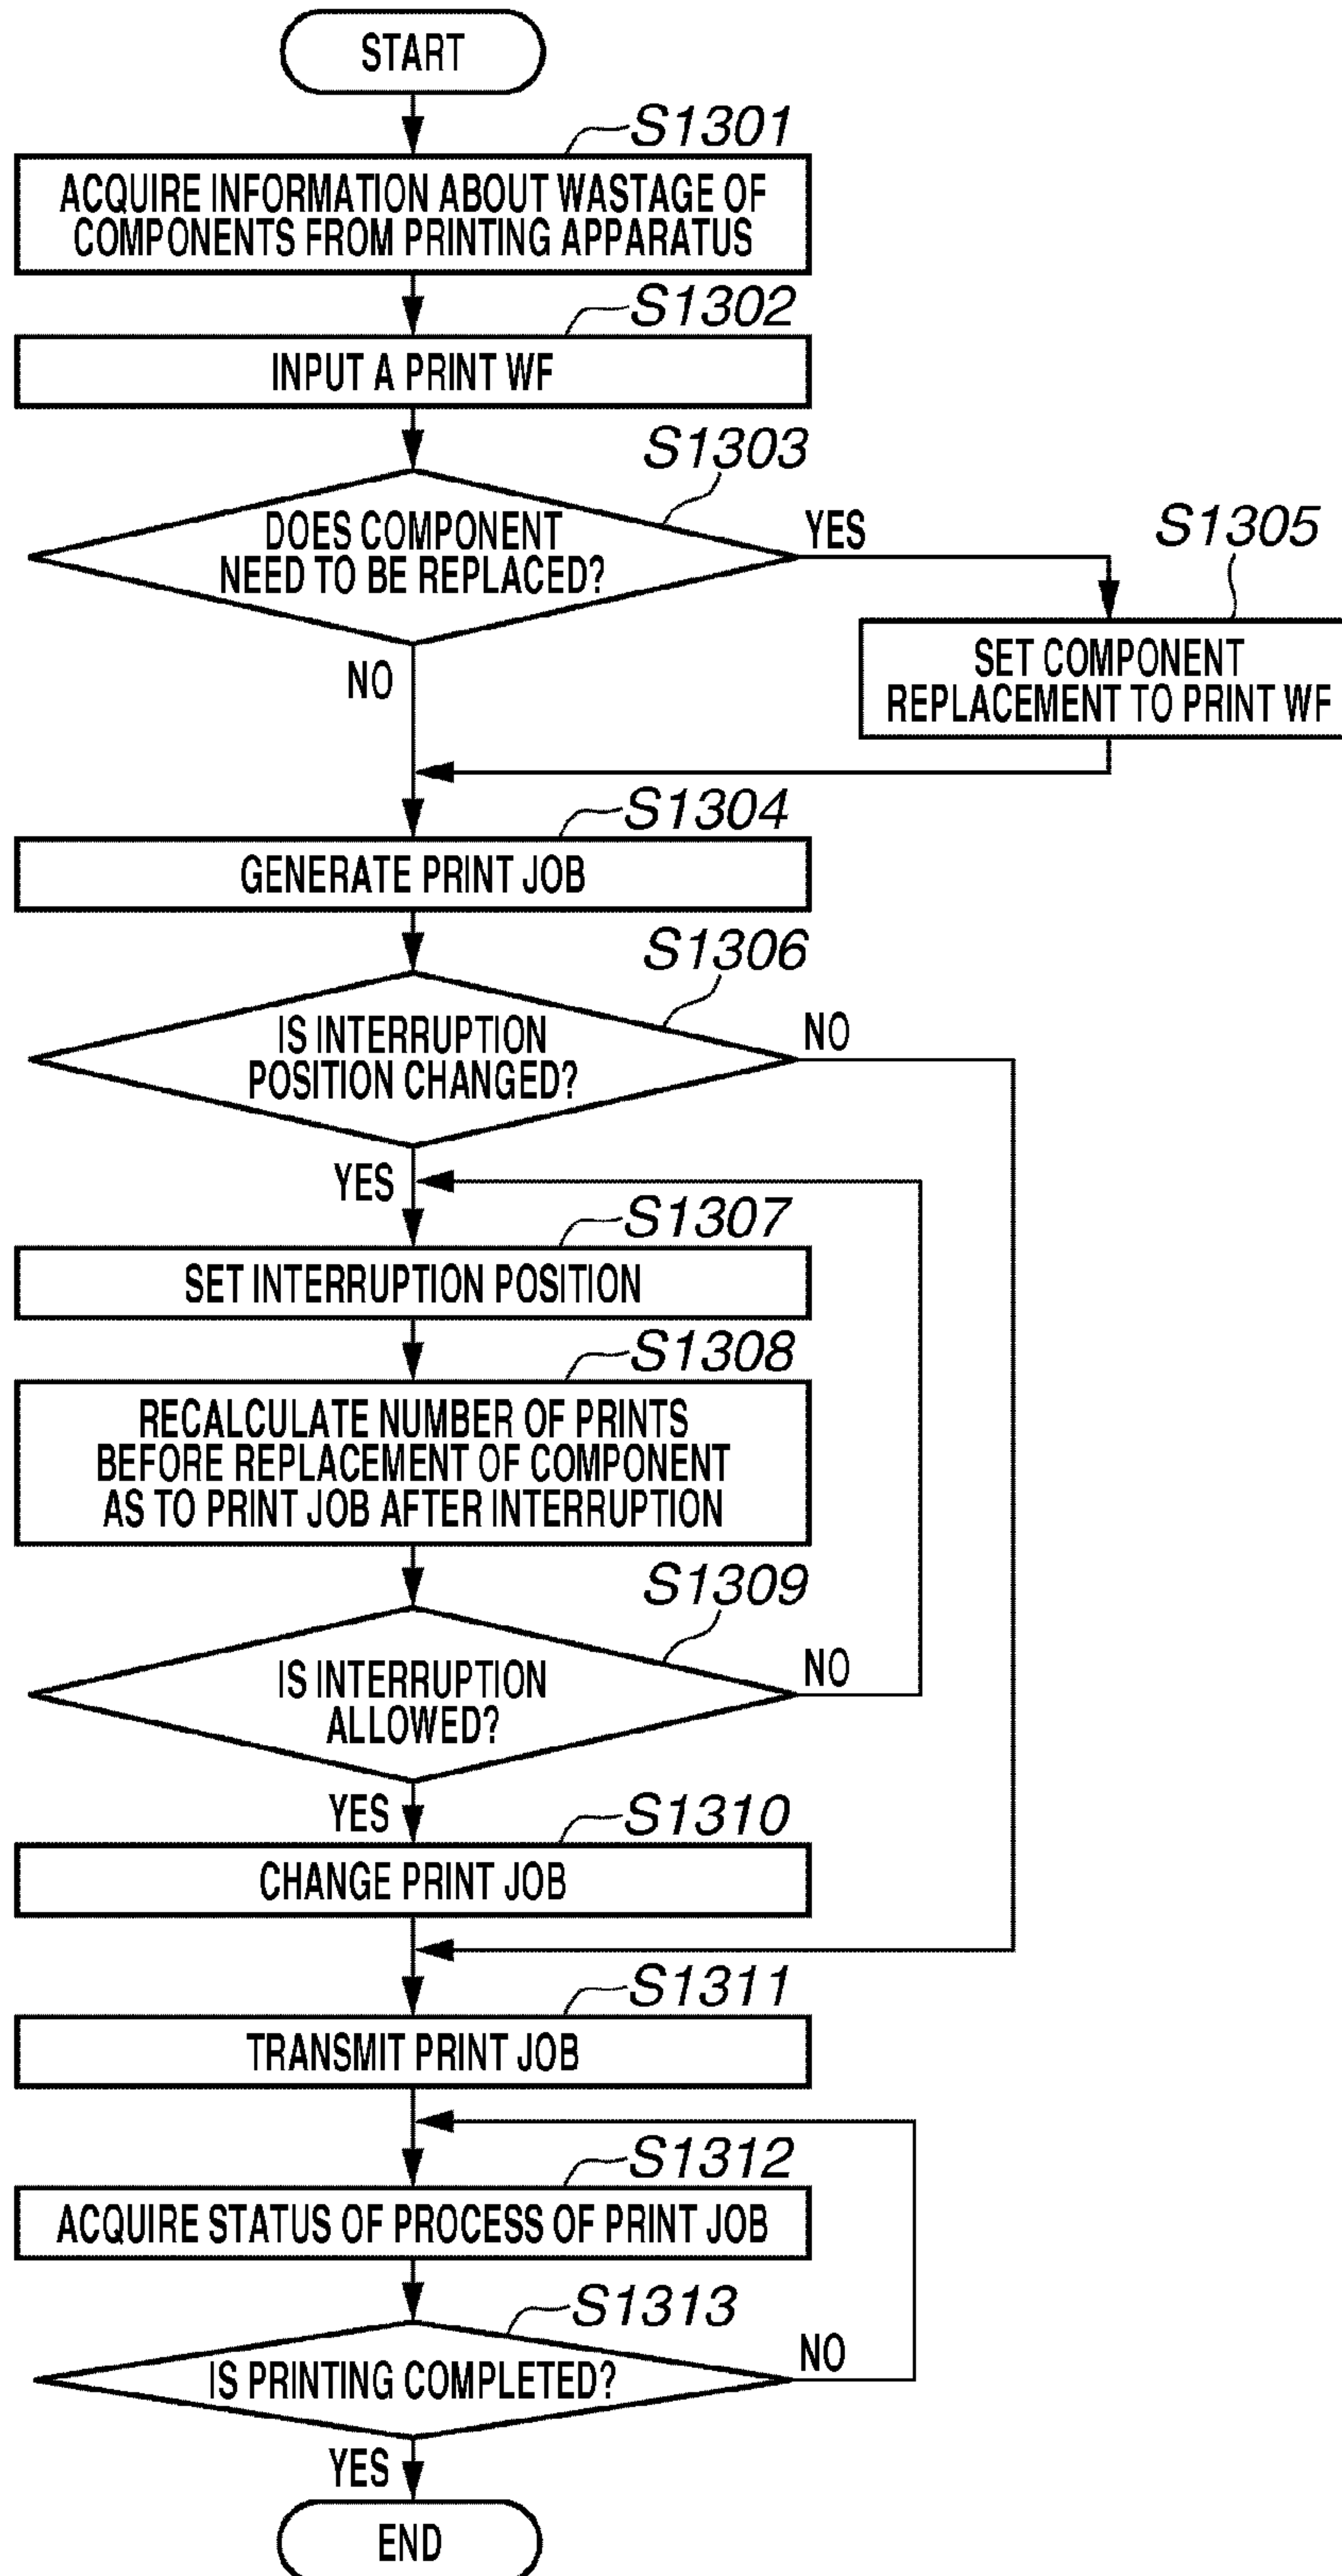 START
S1301
ACQUIRE INFORMATION ABOUT WASTAGE OF
COMPONENTS FROM PRINTING APPARATUS
S1302
INPUT A PRINT WF
S1303
DOES COMPONENT
NEED TO BE REPLACED?
YES
S1305
SET COMPONENT
REPLACEMENT TO PRINT WF
NO
S1304
GENERATE PRINT JOB
S1306
IS INTERRUPTION
POSITION CHANGED?
NO
YES
S1307
SET INTERRUPTION POSITION
S1308
RECALCULATE NUMBER OF PRINTS
BEFORE REPLACEMENT OF COMPONENT
AS TO PRINT JOB AFTER INTERRUPTION
S1309
IS INTERRUPTION
ALLOWED?
NO
YES
S1310
CHANGE PRINT JOB
S1311
TRANSMIT PRINT JOB
S1312
ACQUIRE STATUS OF PROCESS OF PRINT JOB
S1313
IS PRINTING COMPLETED?
NO
YES
END